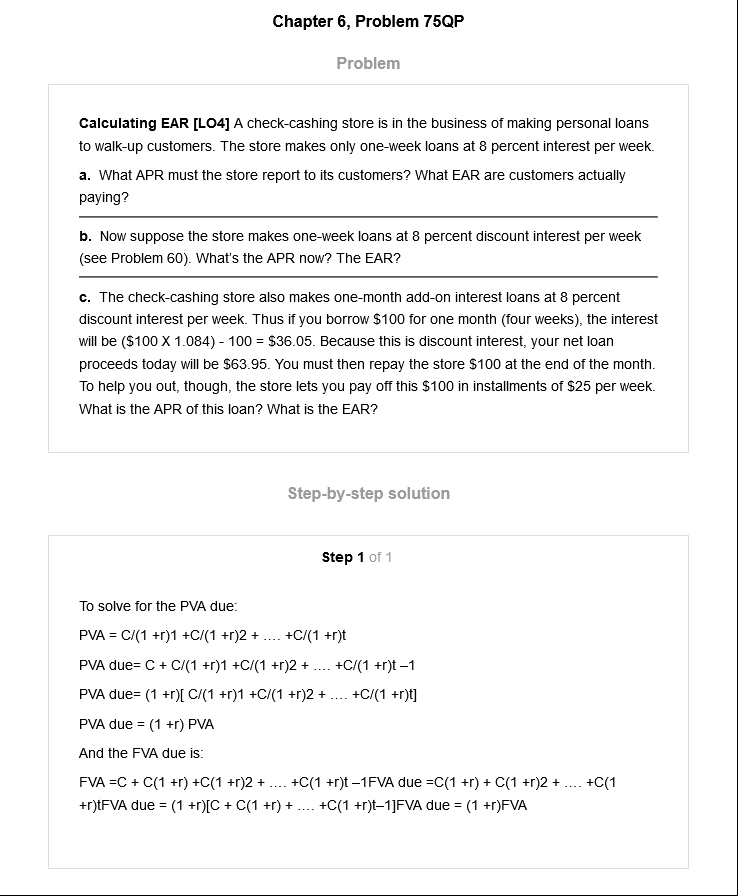 Chapter 6, Problem 75QP
Problem
Calculating EAR [LO4] A check-cashing store is in the business of making personal loans
to walk-up customers. The store makes only one-week loans at 8 percent interest per week.
a. What APR must the store report to its customers? What EAR are customers actually
paying?
b. Now suppose the store makes one-week loans at 8 percent discount interest per week
(see Problem 60). What's the APR now? The EAR?
c. The check-cashing store also makes one-month add-on interest loans at 8 percent
discount interest per week. Thus if you borrow $100 for one month (four weeks), the interest
will be ($100 X 1.084) - 100 = $36.05. Because this is discount interest, your net loan
proceeds today will be $63.95. You must then repay the store $100 at the end of the month.
To help you out, though, the store lets you pay off this $100 in installments of $25 per week.
What is the APR of this loan? What is the EAR?
Step-by-step solution
Step 1 of 1
To solve for the PVA due:
PVA = C/(1 +r)1 +C/(1 +r)2 + …. +C/(1 +r)t
PVA due= C + C/(1 +r)1 +C/(1 +r)2 + …. +C/(1 +r)t –1
PVA due= (1 +r)[ C/(1 +r)1 +C/(1 +r)2 + …. +C/(1 +r)t]
PVA due = (1 +r) PVA
And the FVA due is:
FVA =C + C(1 +r) +C(1 +r)2 + …. +C(1 +r)t –1FVA due =C(1 +r) + C(1 +r)2 + …. +C(1
+r)tFVA due = (1 +r)[C + C(1 +r) + …. +C(1 +r)t–1]FVA due = (1 +r)FVA